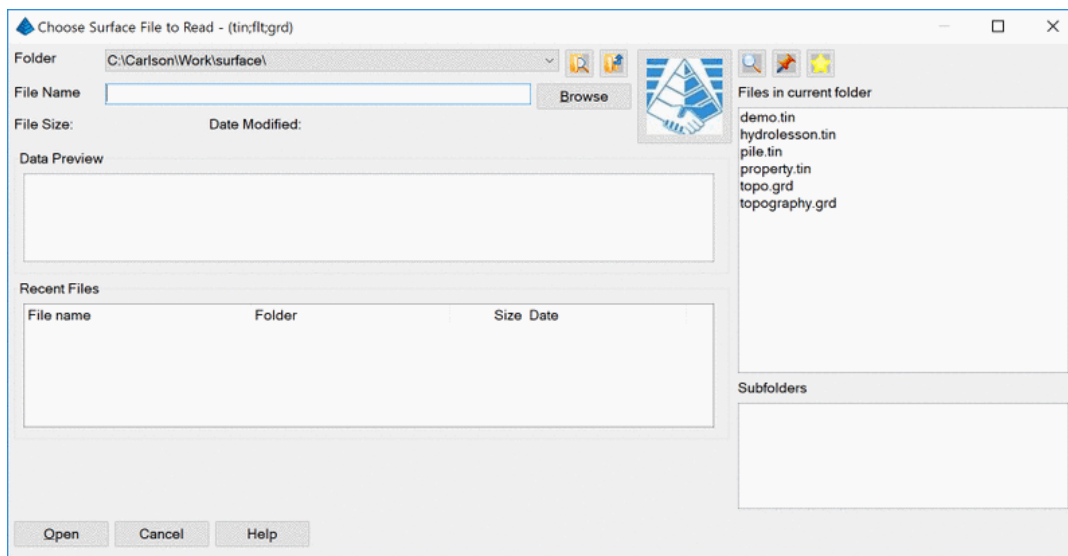 Choose Surface File to Read - (tin;flt;grd)
Folder
C:\Carlson\Work\surface\
File Name
Browse
File Size:
Date Modified:
Data Preview
Recent Files
File name
Folder
Size
Date
Files in current folder
demo.tin
hydrolesson.tin
pile.tin
property.tin
topo.grd
topography.grd
Subfolders
Open
Cancel
Help